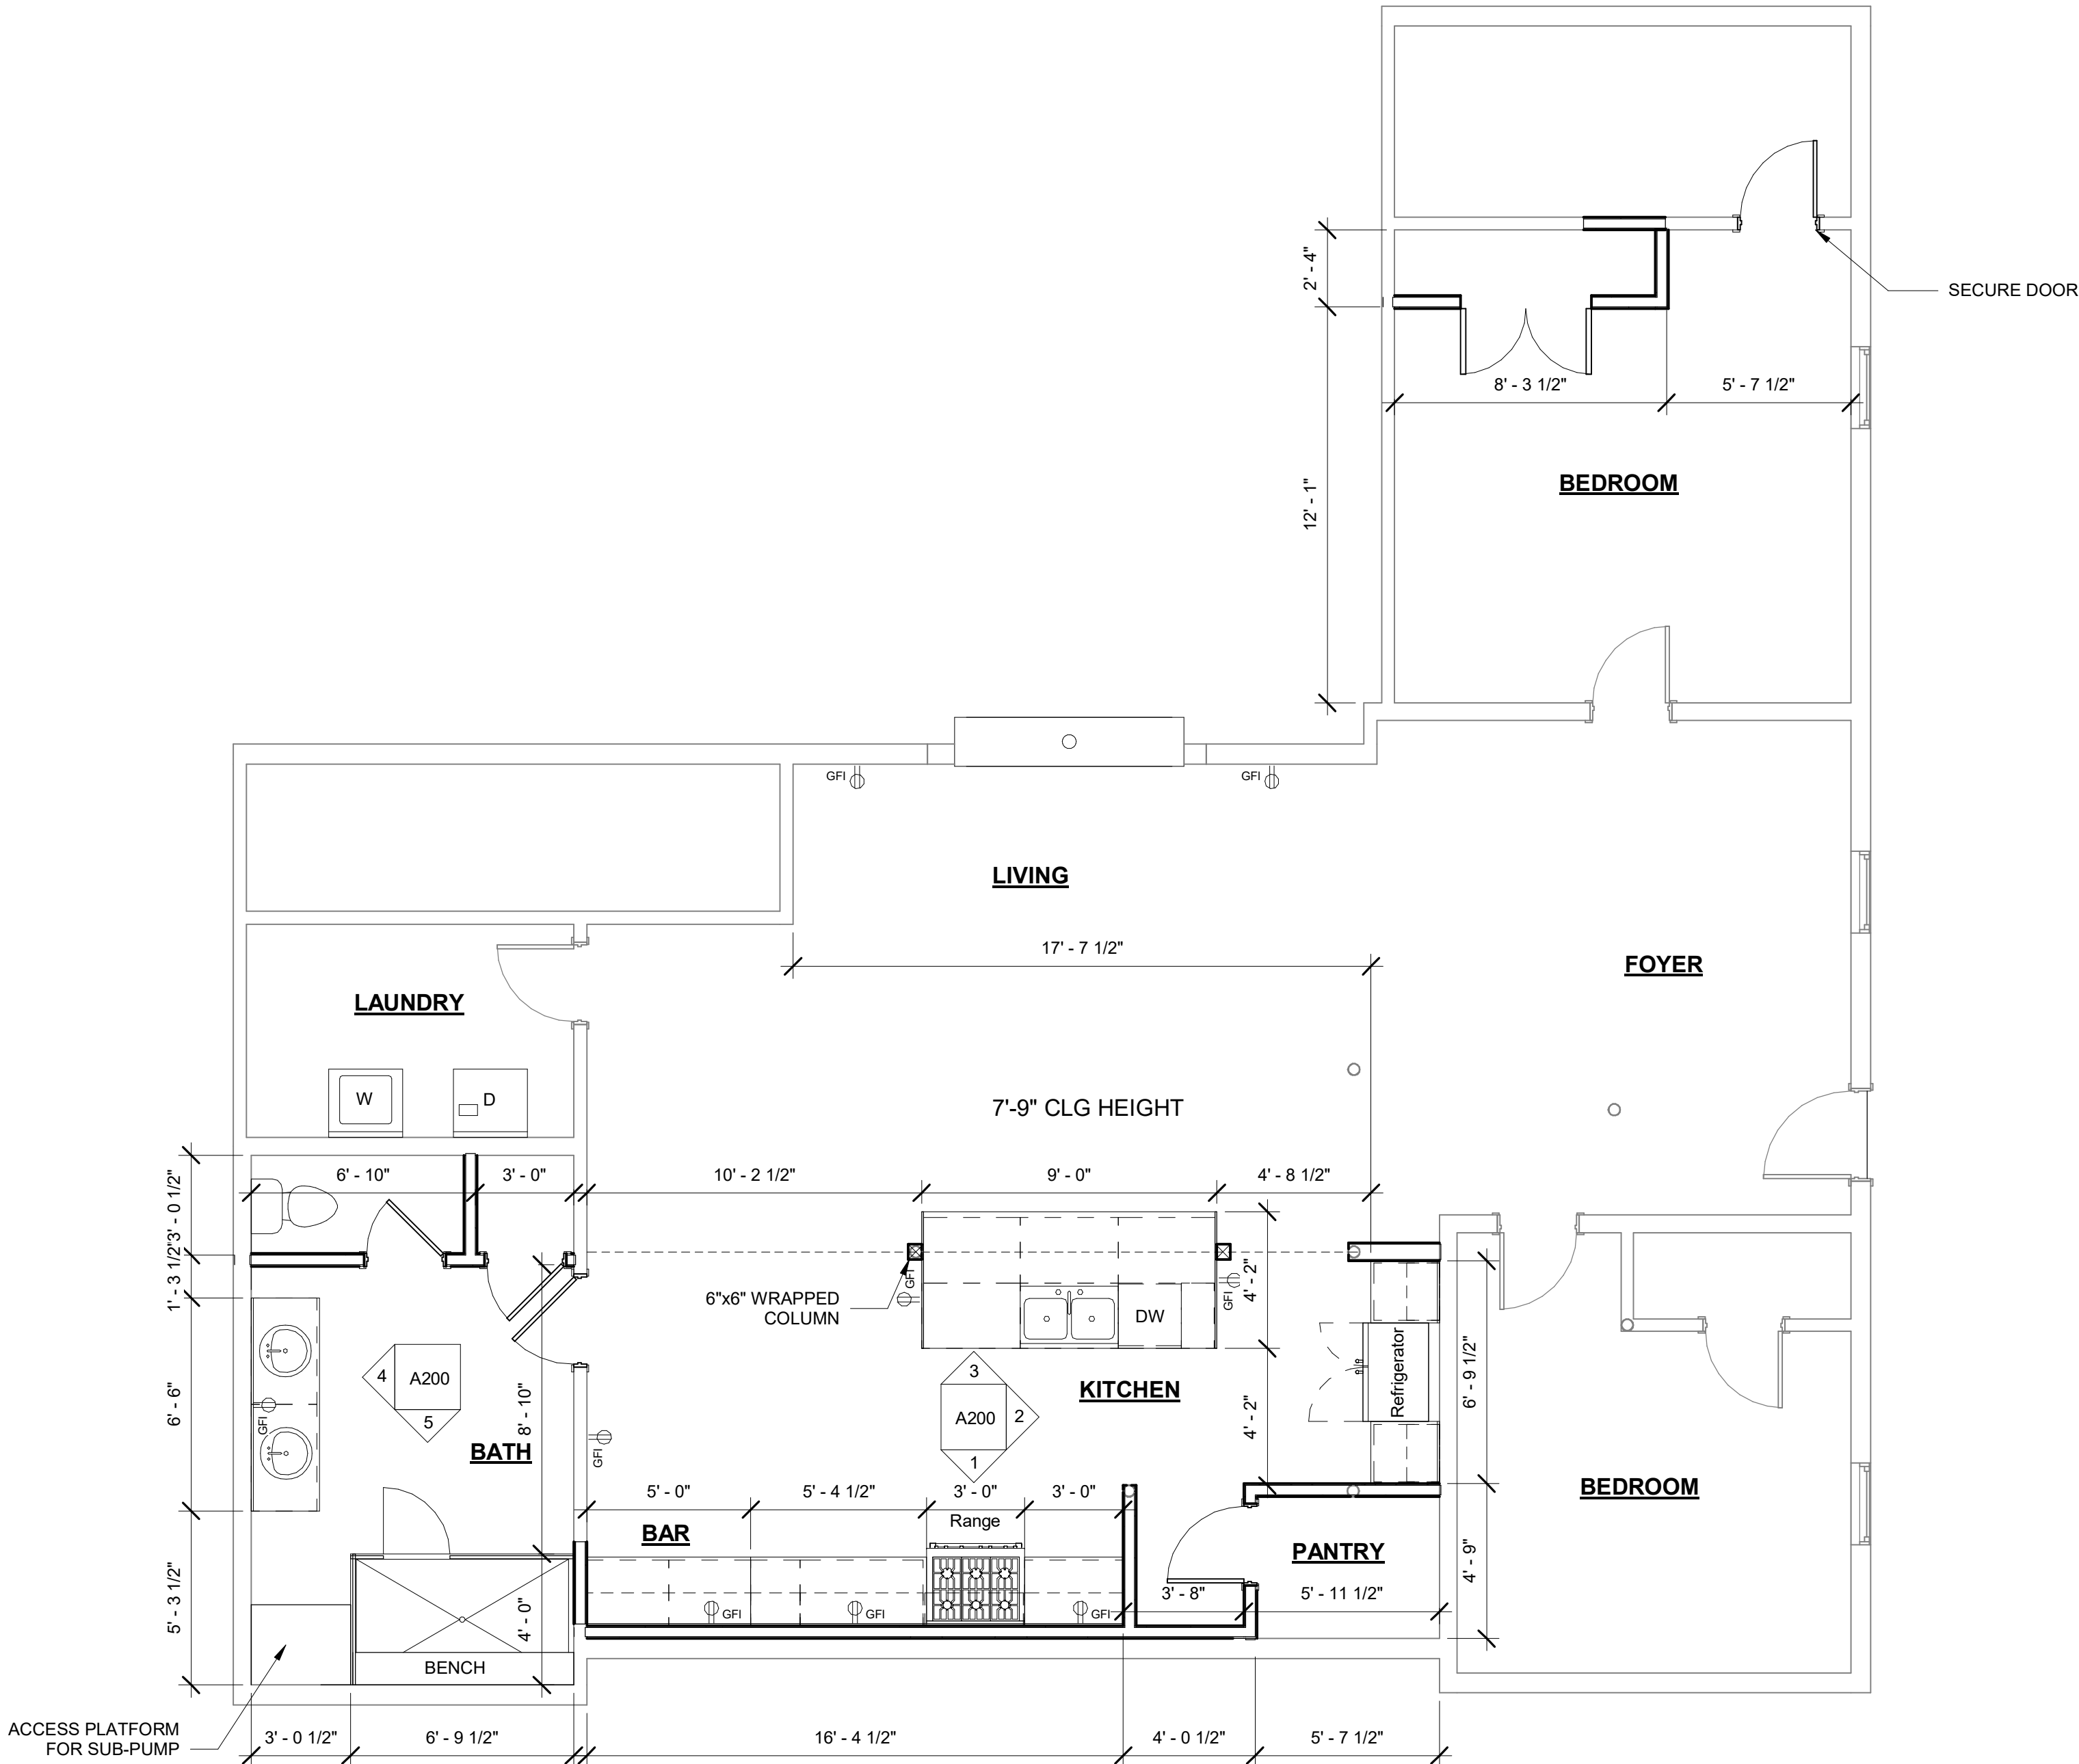 2' - 4"
SECURE DOOR
8' - 3 1/2"
5' - 7 1/2"
12' - 1"
BEDROOM
GFI
GFI
LIVING
17' - 7 1/2"
FOYER
LAUNDRY
W
D
7'-9" CLG HEIGHT
3' - 0 1/2"
6' - 10"
3' - 0"
10' - 2 1/2"
9' - 0"
4' - 8 1/2"
1' - 3 1/2"
GFI
GFI
4' - 2"
6"x6" WRAPPED
COLUMN
DW
Refrigerator
6' - 9 1/2"
4
A200
5
6' - 6"
GFI
8' - 10"
BATH
GFI
3
A200
2
1
KITCHEN
4' - 2"
BEDROOM
5' - 0"
5' - 4 1/2"
3' - 0"
3' - 0"
Range
BAR
PANTRY
4' - 9"
3' - 8"
5' - 11 1/2"
5' - 3 1/2"
4' - 0"
GFI
GFI
GFI
BENCH
ACCESS PLATFORM
FOR SUB-PUMP
3' - 0 1/2"
6' - 9 1/2"
16' - 4 1/2"
4' - 0 1/2"
5' - 7 1/2"